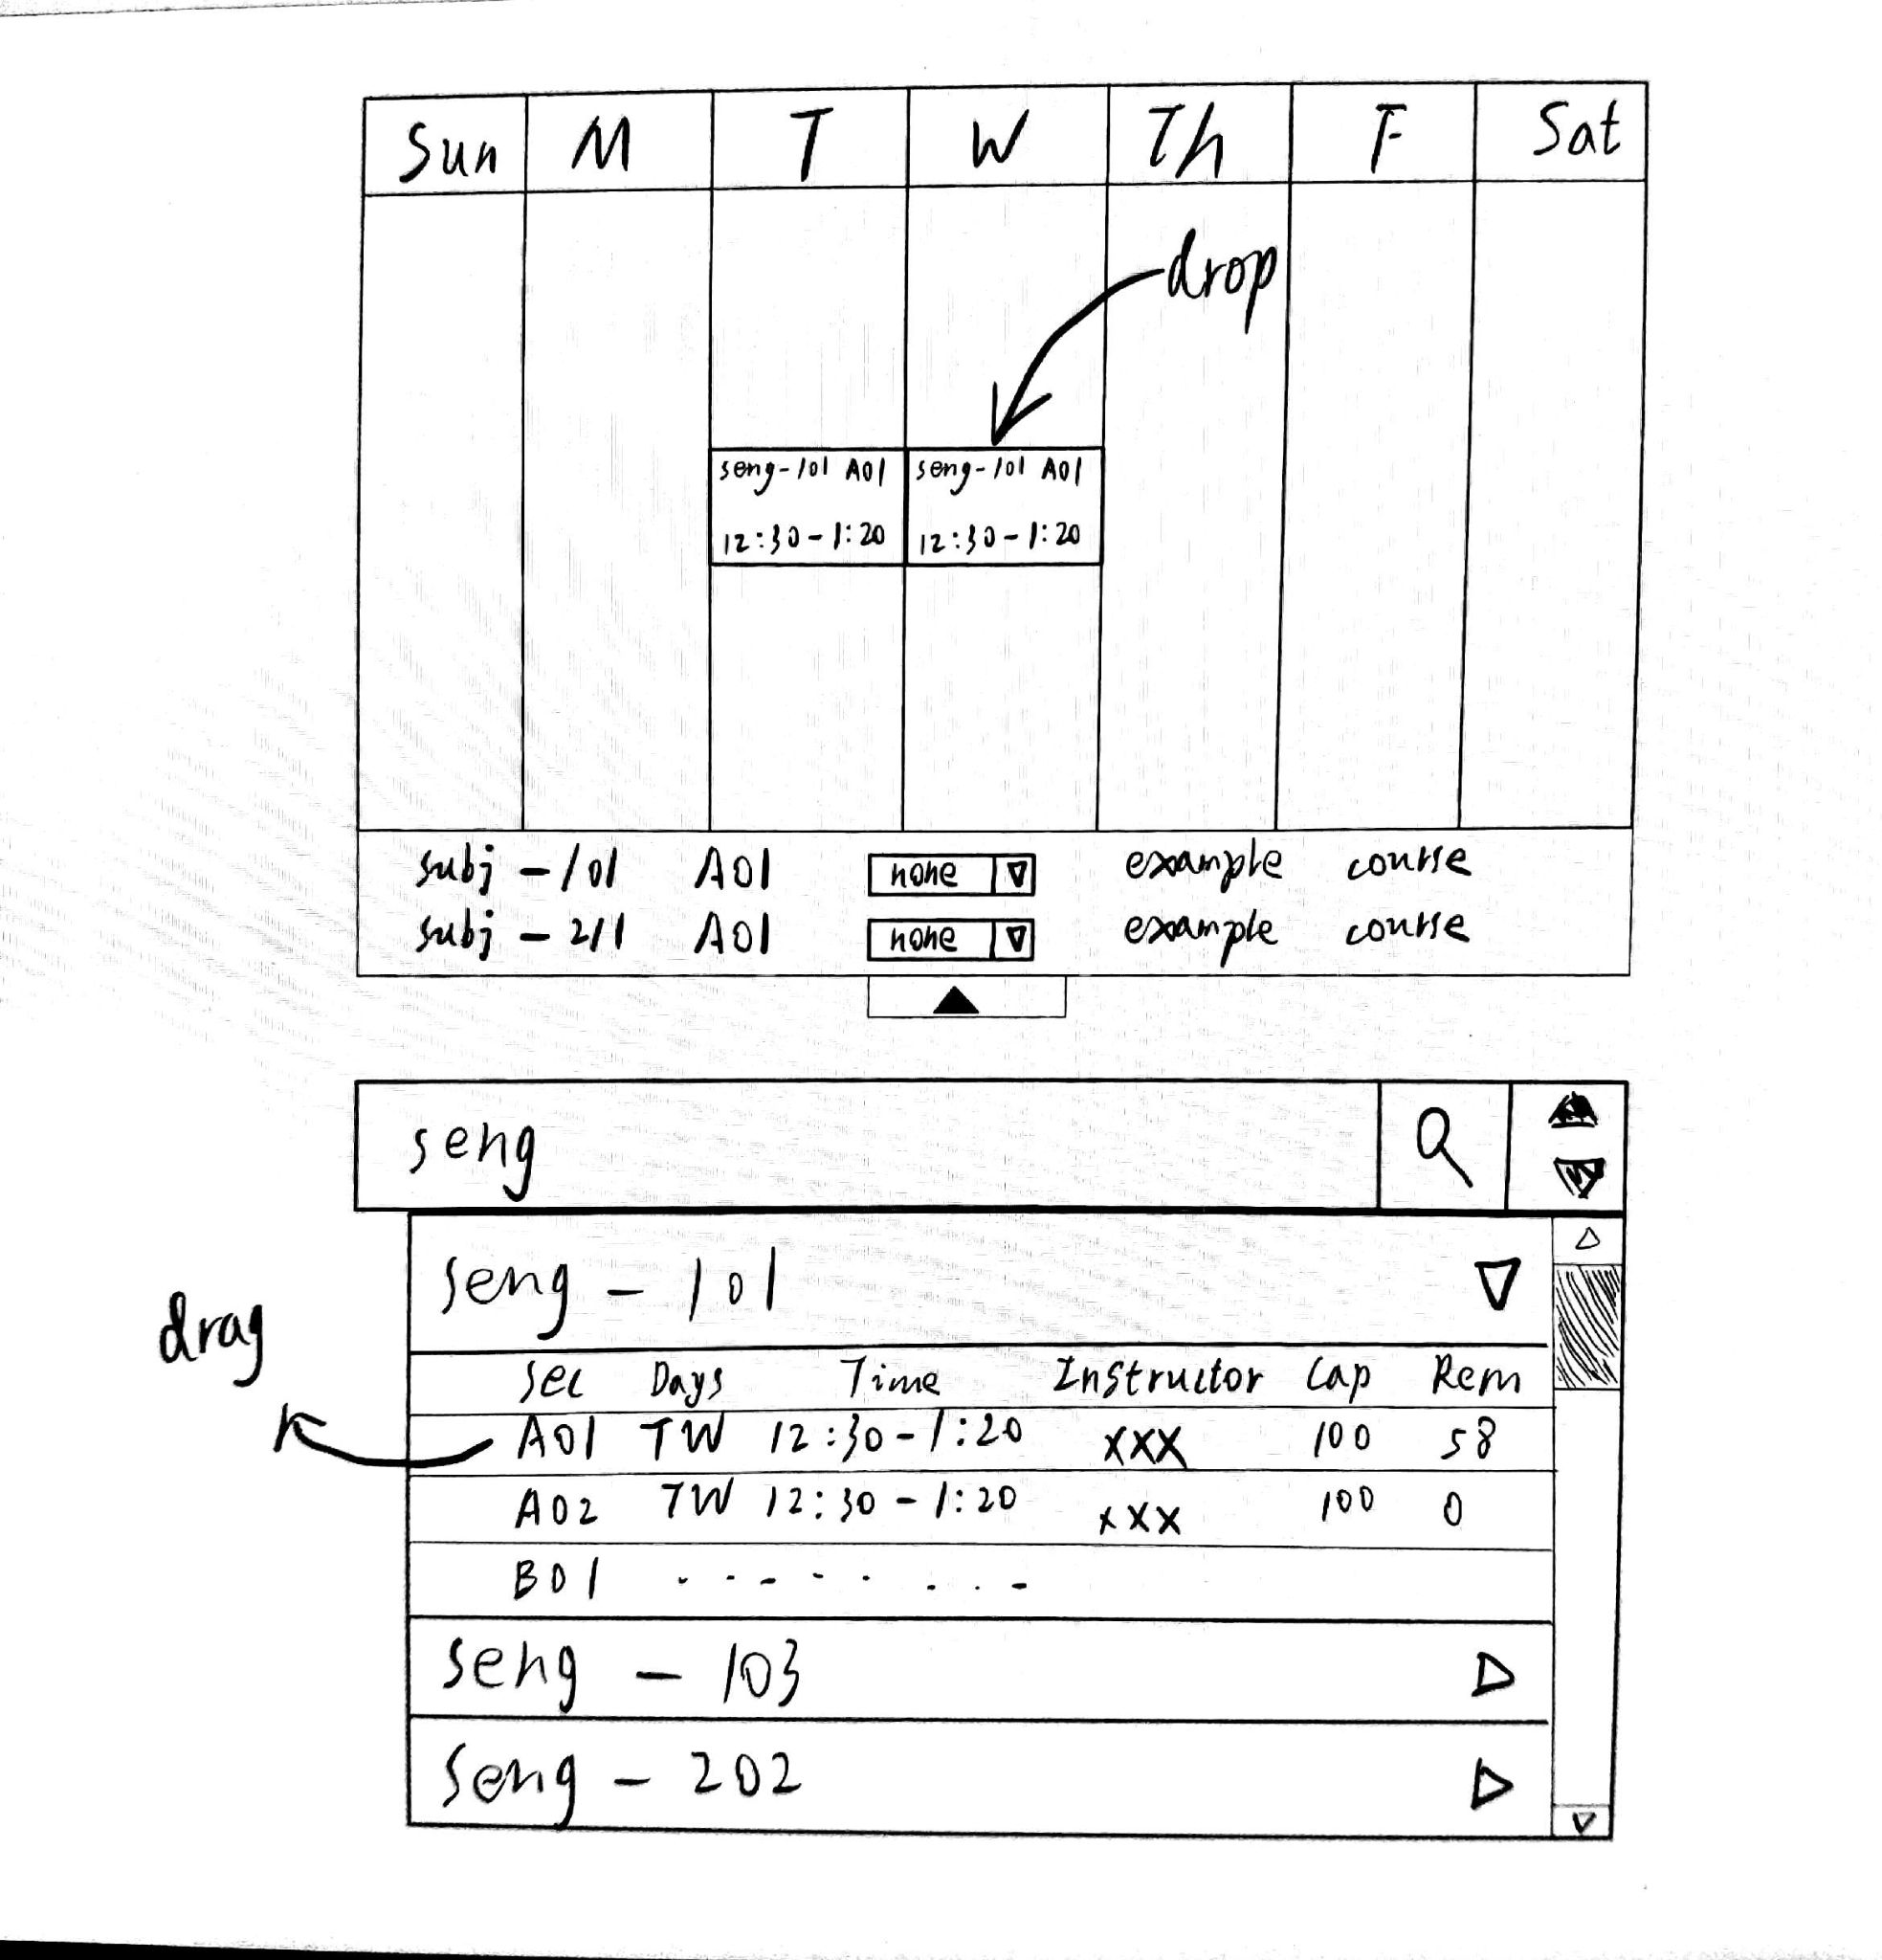 Sun M T W Th F Sat
drop
seng-101 A01 seng-101 A01
12:30-1:20 12:30-1:20
subj - 101 A01 none example course
subj - 211 A01 none example course
seng
seng - 101
drag
Sec Days Time Instructor Cap Rem
A01 TW 12:30-1:20 xxx 100 58
A02 TW 12:30-1:20 xxx 100 0
B01 - - - - - - - -
seng - 103
seng - 202